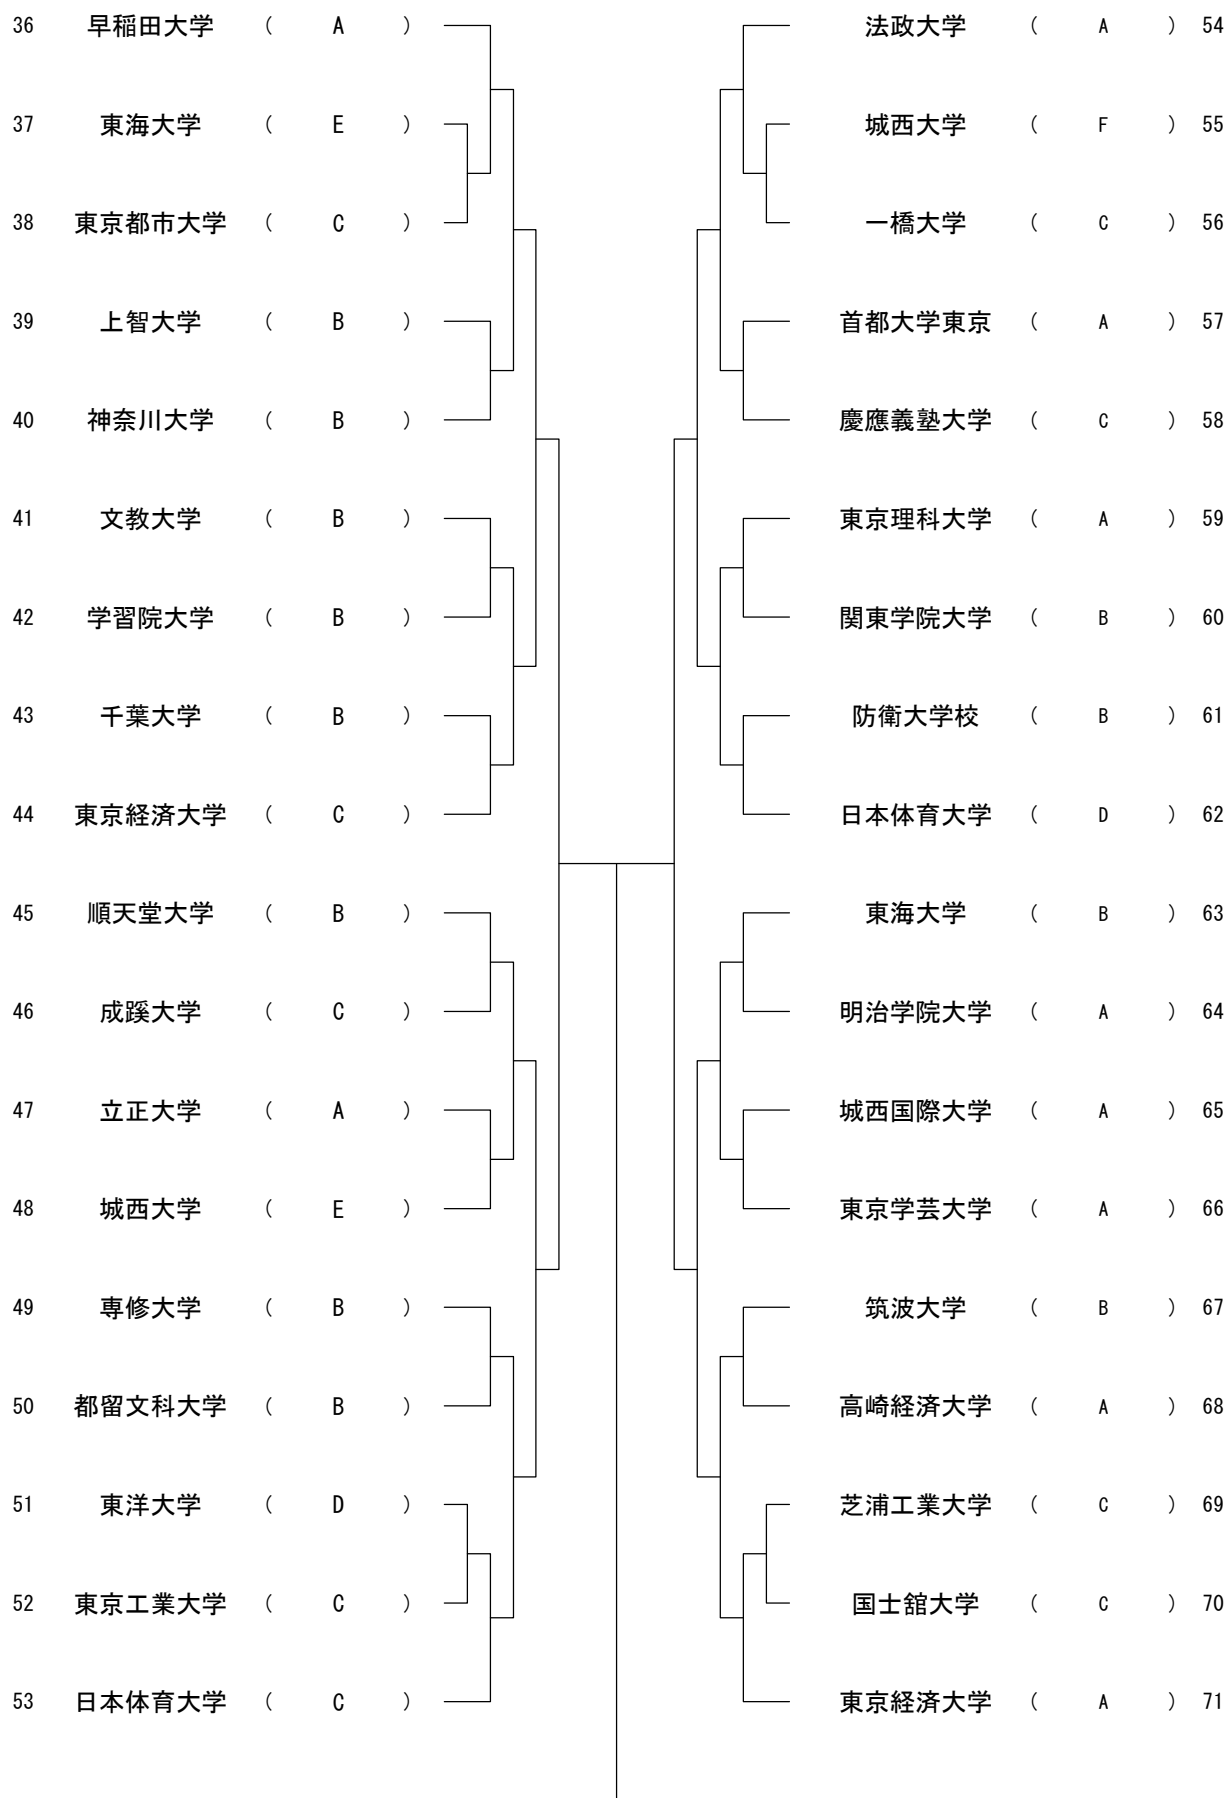 36 早稲田大学 ( A ) 法政大学 ( A ) 54
37 東海大学 ( E ) 城西大学 ( F ) 55
38 東京都市大学 ( C ) 一橋大学 ( C ) 56
39 上智大学 ( B ) 首都大学東京 ( A ) 57
40 神奈川大学 ( B ) 慶應義塾大学 ( C ) 58
41 文教大学 ( B ) 東京理科大学 ( A ) 59
42 学習院大学 ( B ) 関東学院大学 ( B ) 60
43 千葉大学 ( B ) 防衛大学校 ( B ) 61
44 東京経済大学 ( C ) 日本体育大学 ( D ) 62
45 順天堂大学 ( B ) 東海大学 ( B ) 63
46 成蹊大学 ( C ) 明治学院大学 ( A ) 64
47 立正大学 ( A ) 城西国際大学 ( A ) 65
48 城西大学 ( E ) 東京学芸大学 ( A ) 66
49 専修大学 ( B ) 筑波大学 ( B ) 67
50 都留文科大学 ( B ) 高崎経済大学 ( A ) 68
51 東洋大学 ( D ) 芝浦工業大学 ( C ) 69
52 東京工業大学 ( C ) 国士舘大学 ( C ) 70
53 日本体育大学 ( C ) 東京経済大学 ( A ) 71